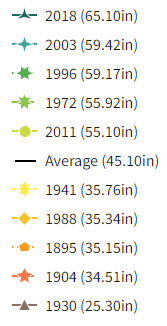 2018 (65.10in)
2003 (59.42in)
1996 (59.17in)
1972 (55.92in)
2011 (55.10in)
Average (45.10in)
1941 (35.76in)
1988 (35.34in)
1895 (35.15in)
1904 (34.51in)
1930 (25.30in)